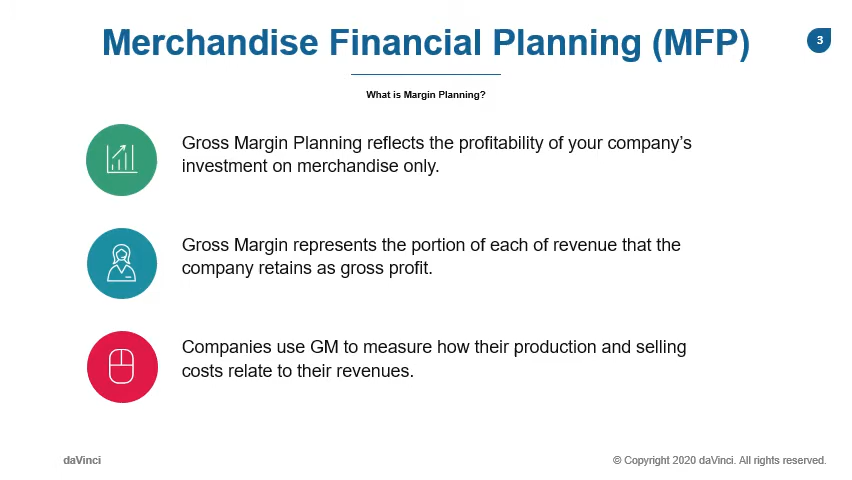 Merchandise Financial Planning (MFP)
3
What is Margin Planning?
Gross Margin Planning reflects the profitability of your company's
investment on merchandise only.
Gross Margin represents the portion of each of revenue that the
company retains as gross profit.
Companies use GM to measure how their production and selling
costs relate to their revenues.
daVinci
© Copyright 2020 daVinci. All rights reserved.